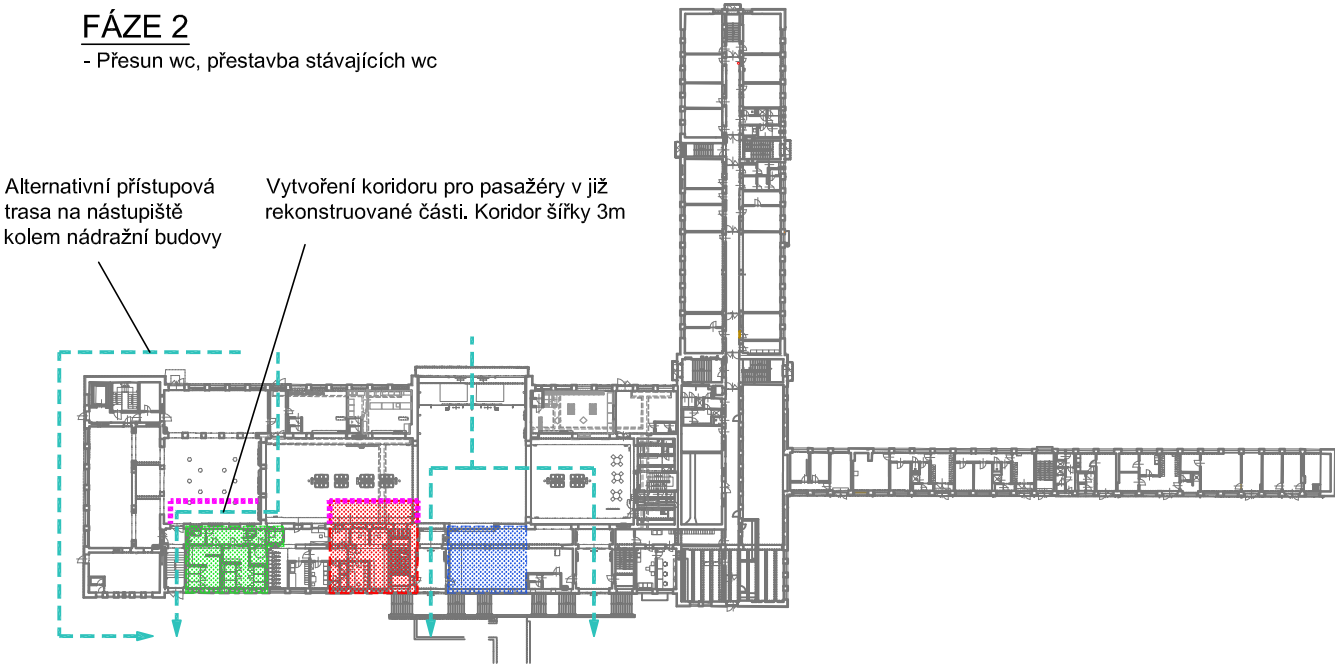 FÁZE 2
- Přesun wc, přestavba stávajících wc
Alternativní přístupová
trasa na nástupiště
kolem nádražní budovy
Vytvoření koridoru pro pasažéry v již
rekonstruované části. Koridor šířky 3m